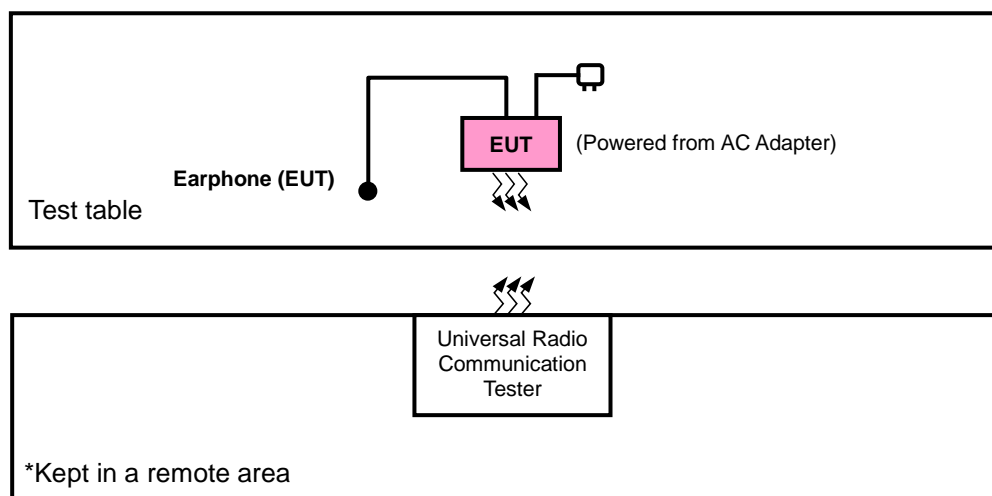 EUT
(Powered from AC Adapter)
Earphone (EUT)
Test table
Universal Radio
Communication
Tester
*Kept in a remote area